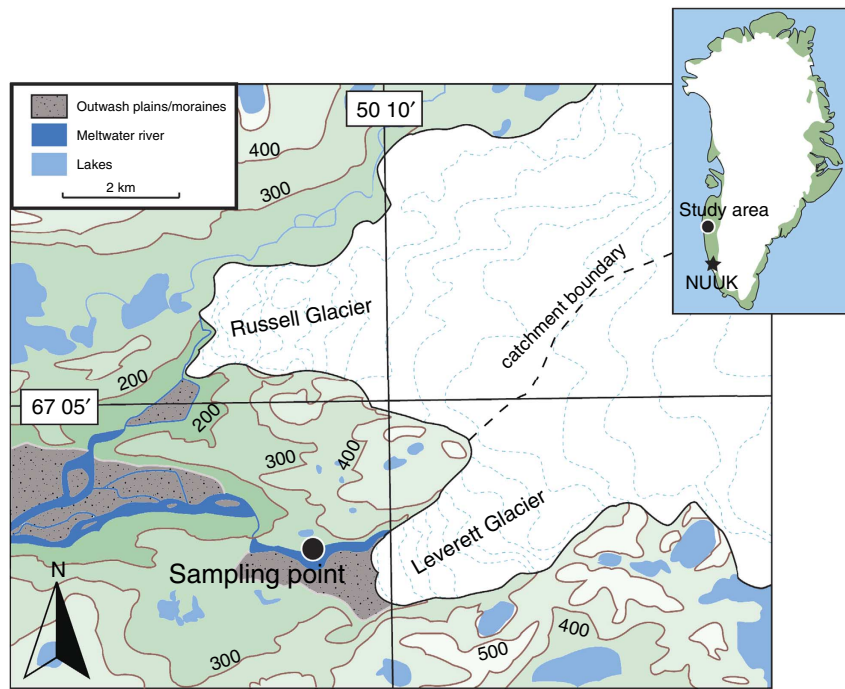 Outwash plains/moraines
Meltwater river
Lakes
2 km
50 10′
400
300
Study area
NUUK
catchment boundary
Russell Glacier
200
67 05′
200
300
400
Leverett Glacier
Sampling point
N
300
500
400